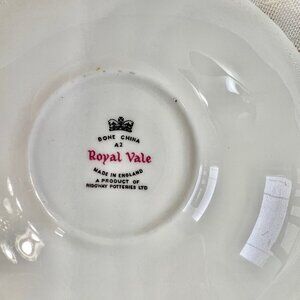 BONE CHINA
A2
Royal Vale
MADE IN ENGLAND
A PRODUCT OF
RIDGWAY POTTERIES LTD